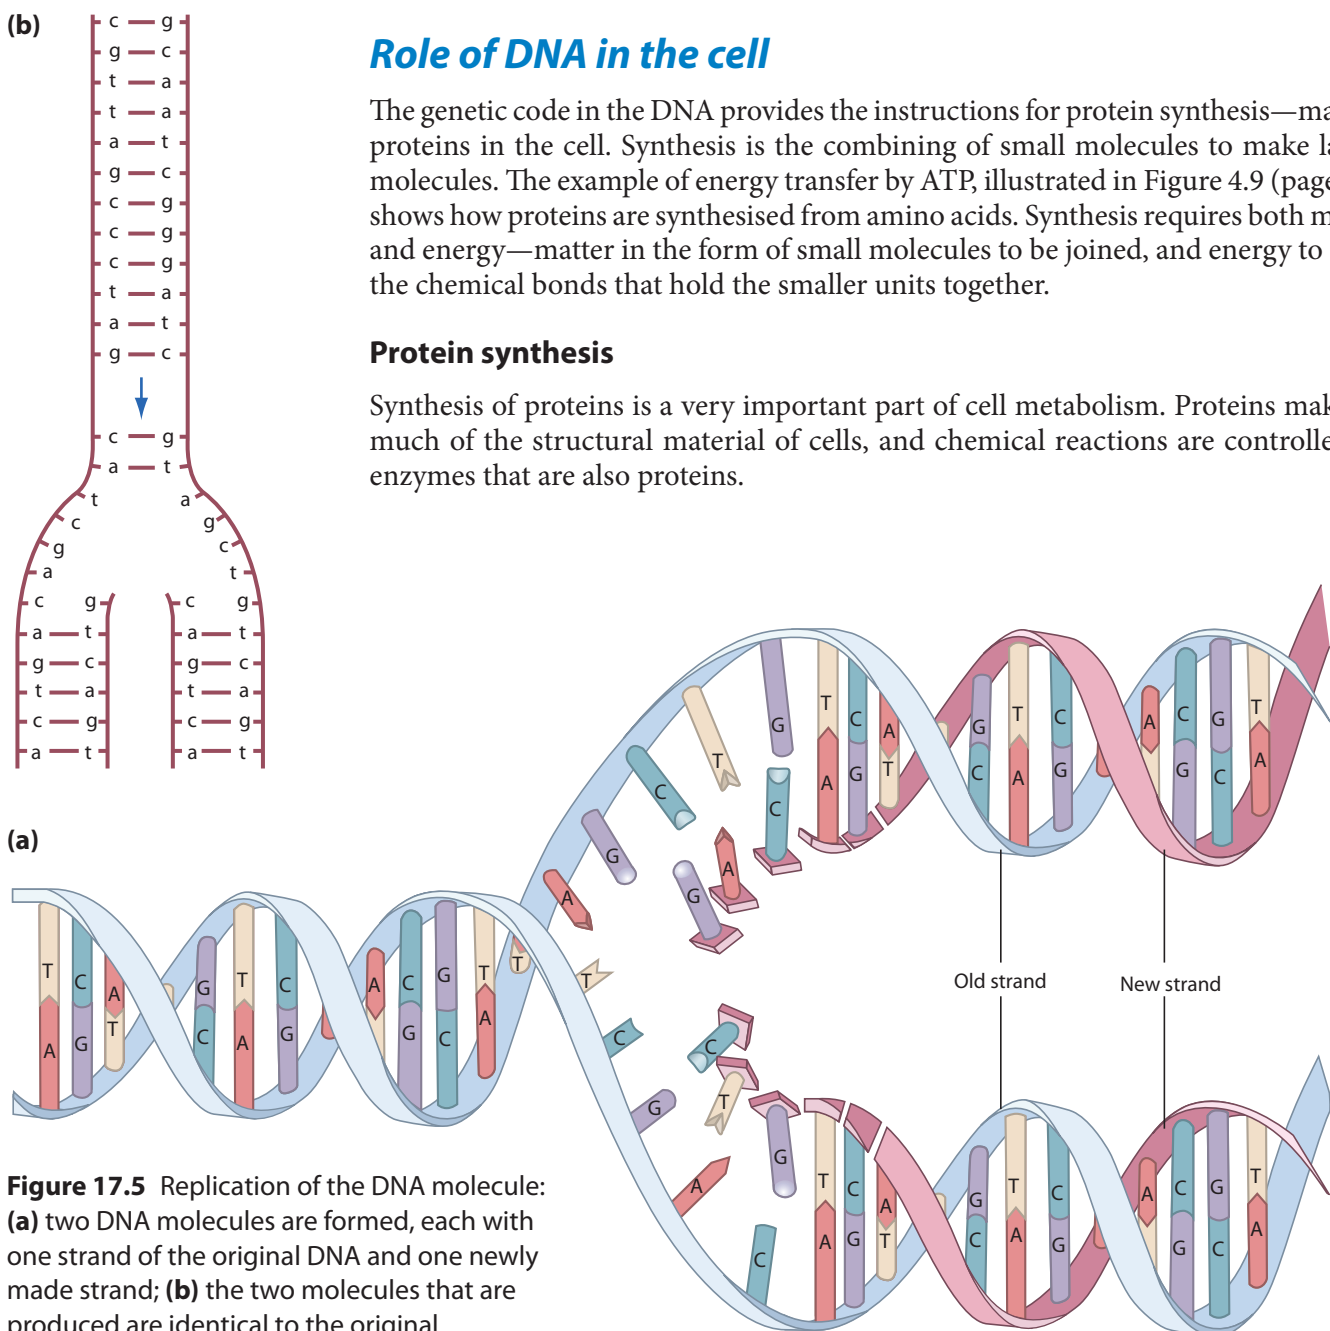 (b)
c g
g c
t a
t a
a t
g c
c g
c g
c g
t a
a t
g c
c g
a t
t a
c g
g c
a t
c g c g
a t a t
g c g c
t a t a
c g c g
a t a t
Role of DNA in the cell
The genetic code in the DNA provides the instructions for protein synthesis—ma
proteins in the cell. Synthesis is the combining of small molecules to make la
molecules. The example of energy transfer by ATP, illustrated in Figure 4.9 (page
shows how proteins are synthesised from amino acids. Synthesis requires both m
and energy—matter in the form of small molecules to be joined, and energy to
the chemical bonds that hold the smaller units together.
Protein synthesis
Synthesis of proteins is a very important part of cell metabolism. Proteins mak
much of the structural material of cells, and chemical reactions are controlle
enzymes that are also proteins.
(a)
T C A G T C A C G T T
A G T C A G G C A
A G C T G
T C G A C
T C A G T C A C G T
A G T C A G G C A
T C G A C
C T G
T C A G T C A C G T
A G T C A G G C A
Old strand
New strand
Figure 17.5 Replication of the DNA molecule:
(a) two DNA molecules are formed, each with
one strand of the original DNA and one newly
made strand; (b) the two molecules that are
produced are identical to the original